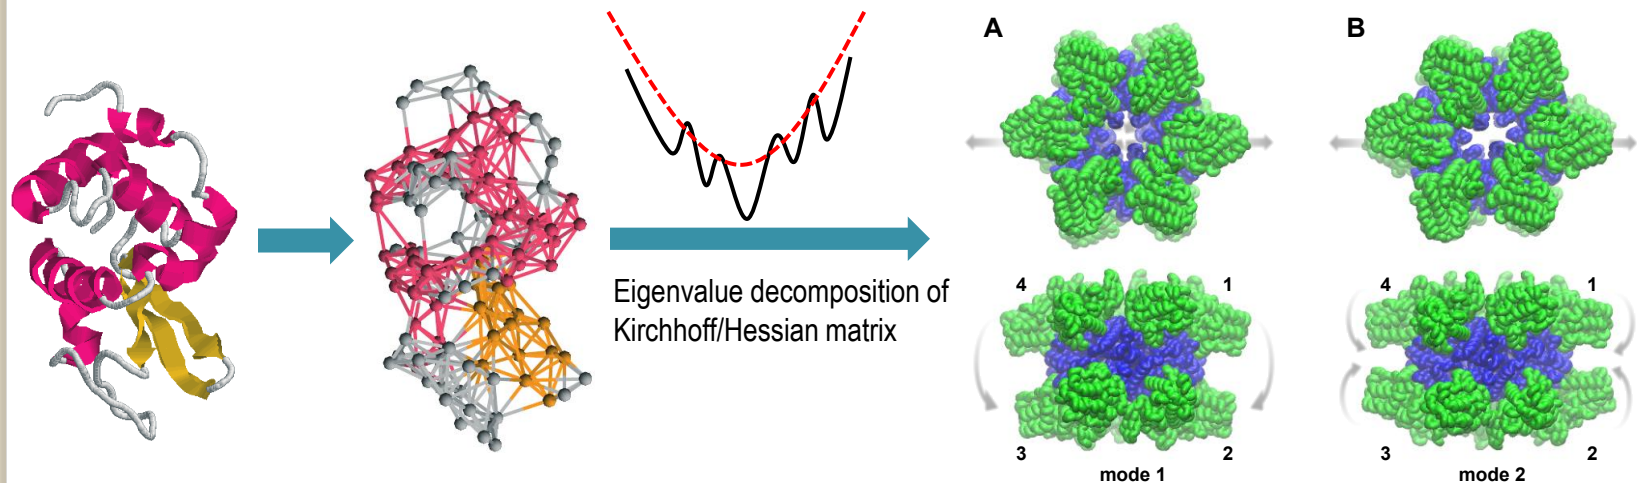 Eigenvalue decomposition of
Kirchhoff/Hessian matrix
A
4 1
3 2
mode 1
B
4 1
3 2
mode 2